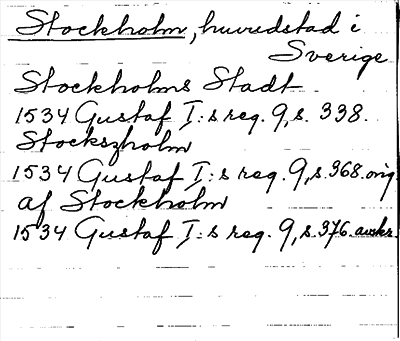 Stockholm, huvudstad i
Sverige
Stockholms Stadt
1534 Gustaf I:s reg. 9, s. 338.
Stockszholm
1534 Gustaf I:s reg. 9, s. 368. orig.
af Stockholm
1534 Gustaf I:s reg. 9, s. 376. avskr.